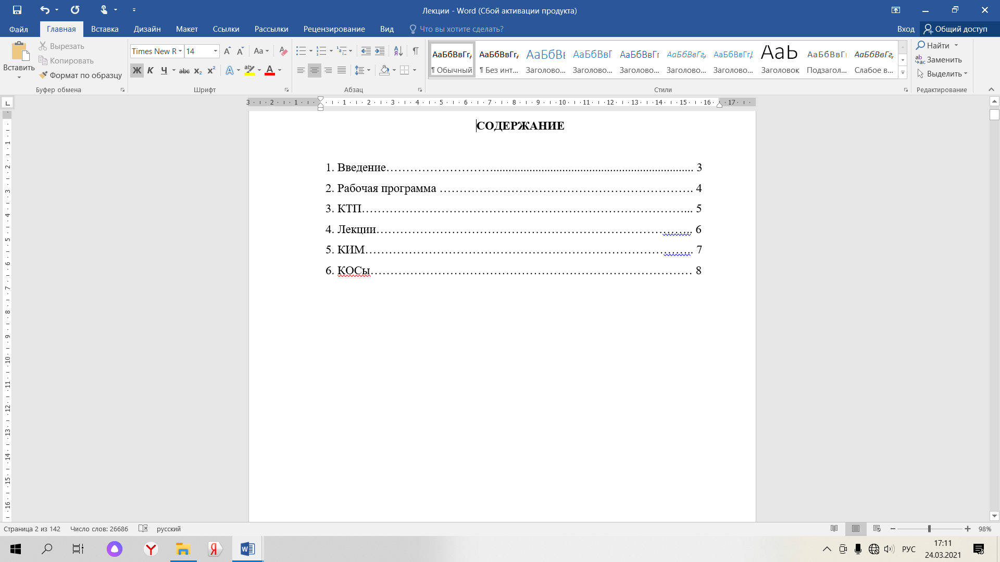 Лекции - Word (Сбой активации продукта)
Файл Главная Вставка Дизайн Макет Ссылки Рассылки Рецензирование Вид Что вы хотите сделать? Вход Общий доступ
Вставить
Вырезать
Копировать
Формат по образцу
Буфер обмена
Times New R 14
Aa
Ж К Ч abc x₂ x² A ab A
Шрифт
Абзац
АаБбВвГг, АаБбВвГг, АаБбВв АаБбВвГ АаБбВвГг АаБбВвГг, АаБбВвГг АаЬ АаБбВвГг АаБбВвГг,
¶ Обычный ¶ Без инт... Заголово... Заголово... Заголово... Заголово... Заголово... Заголовок Подзагол... Слабое в...
Стили
Найти
Заменить
Выделить
Редактирование
3 2 1 1 2 3 4 5 6 7 8 9 10 11 12 13 14 15 16 17
СОДЕРЖАНИЕ
1. Введение………………………................................................................... 3
2. Рабочая программа ………………………………………………………. 4
3. КТП………………………………………………………………………... 5
4. Лекции…………………………………………………………………….. 6
5. КИМ……………………………………………………………………….. 7
6. КОСы……………………………………………………………………… 8
1
2
3
4
5
6
7
8
9
10
11
12
13
14
15
16
Страница 2 из 142 Число слов: 26686 русский 98%
РУС
17:11
24.03.2021